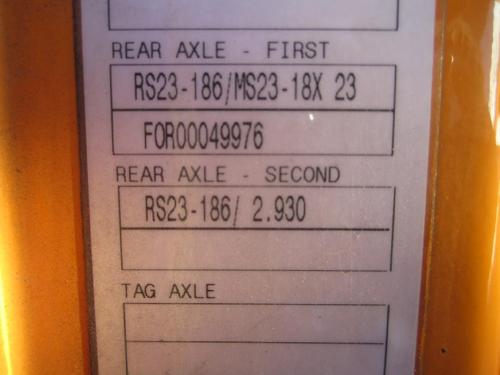 REAR AXLE - FIRST
RS23-186/MS23-18X 23
FOR00049976
REAR AXLE - SECOND
RS23-186/ 2.930
TAG AXLE